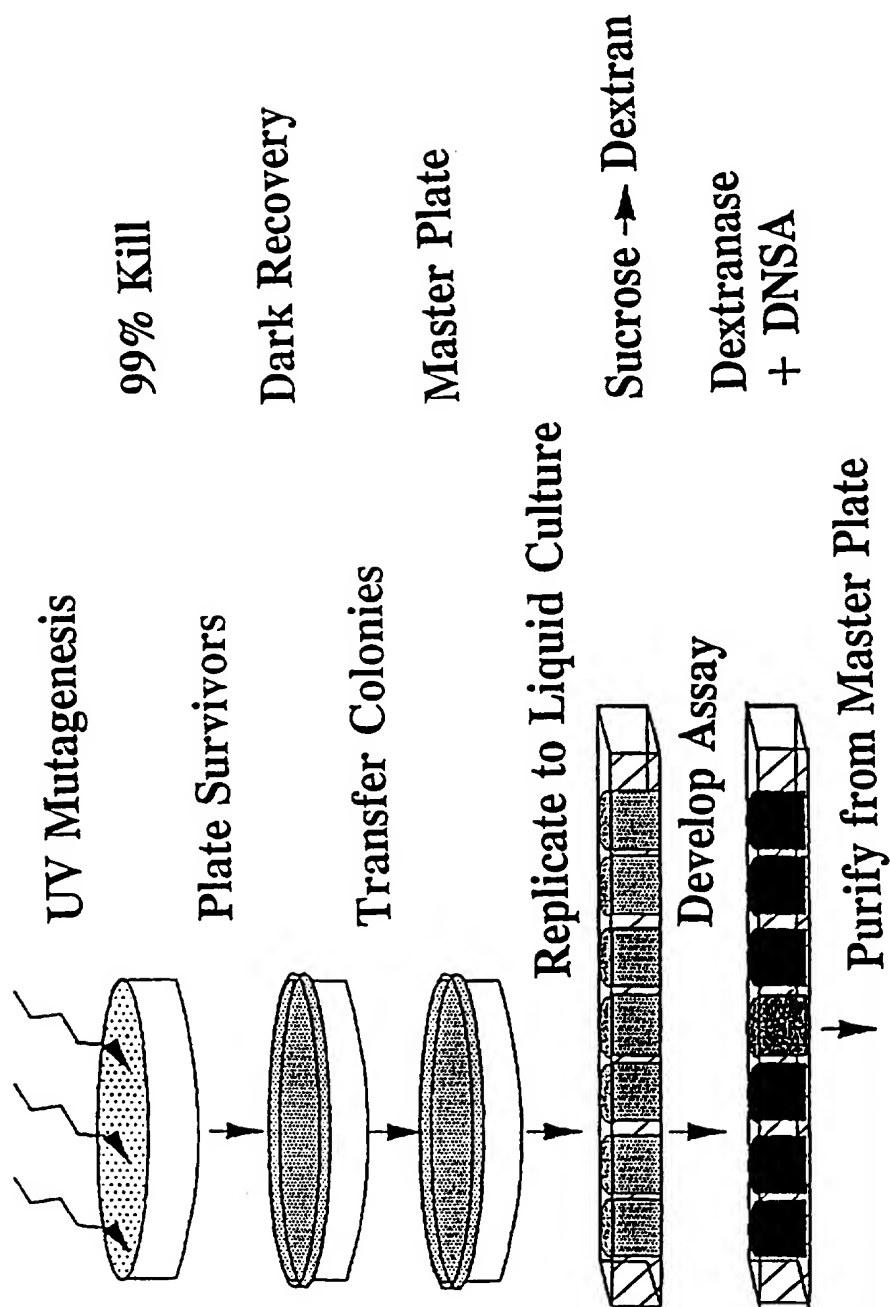 UV Mutagenesis
99% Kill
Plate Survivors
Dark Recovery
Transfer Colonies
Master Plate
Replicate to Liquid Culture
Sucrose → Dextran
Develop Assay
Dextranase
+ DNSA
Purify from Master Plate